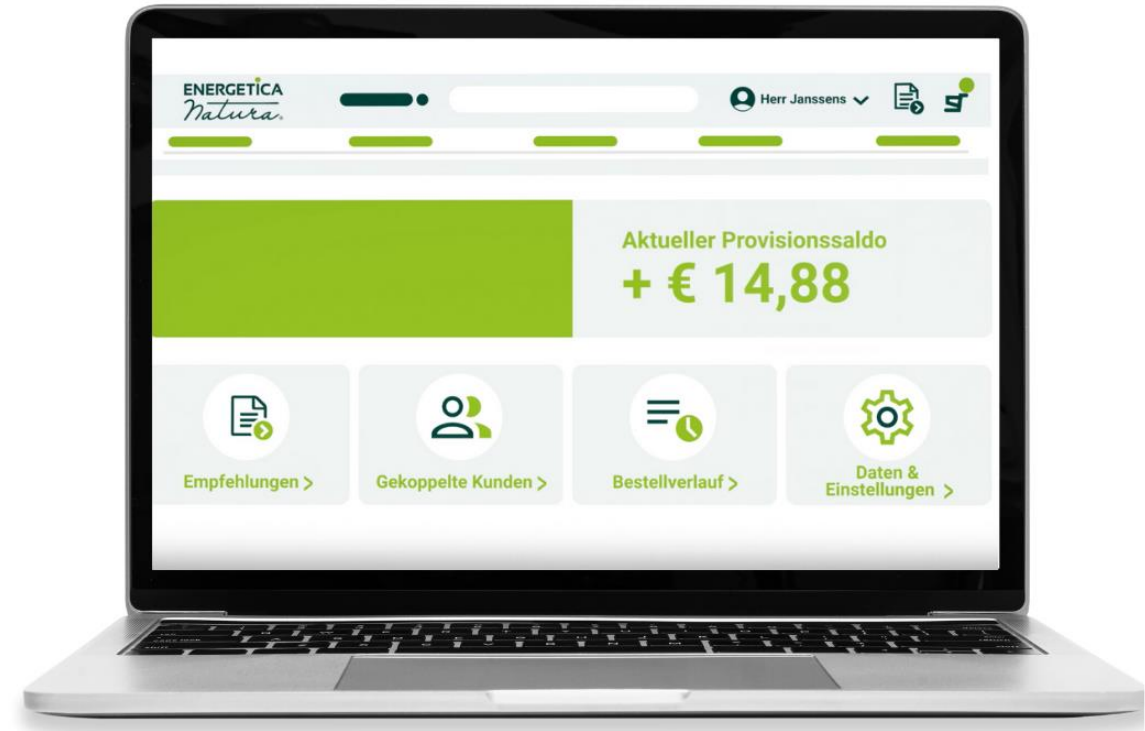 ENERGETICA
Natura
Herr Janssens
Aktueller Provisionssaldo
+ € 14,88
Empfehlungen >
Gekoppelte Kunden >
Bestellverlauf >
Daten &
Einstellungen >